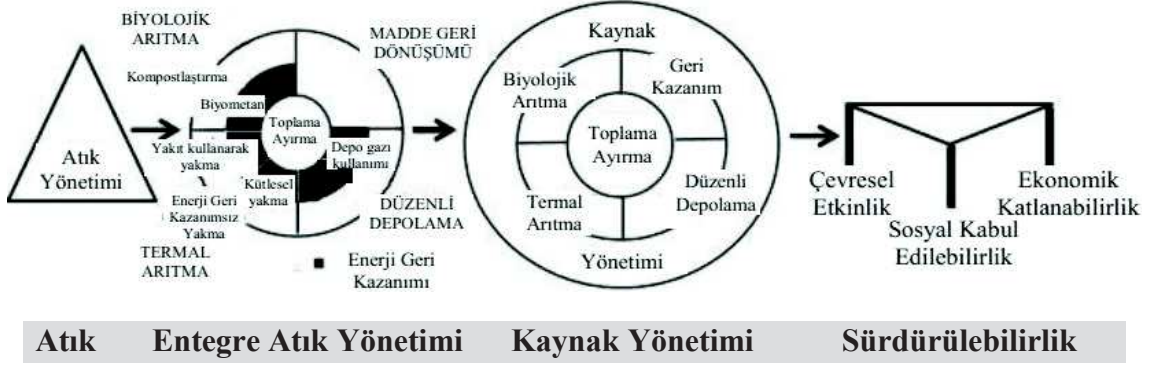 Atık
Yönetimi
BİYOLOJİK
ARITMA
MADDE GERİ
DÖNÜŞÜMÜ
Kompostlaştırma
Biyometan
Toplama
Ayırma
Yakıt kullanarak
yakma
Depo gazı
kullanımı
Kütlesel
yakma
Enerji Geri
Kazanımsız
Yakma
TERMAL
ARITMA
DÜZENLİ
DEPOLAMA
Enerji Geri
Kazanımı
Kaynak
Biyolojik
Arıtma
Geri
Kazanım
Toplama
Ayırma
Termal
Arıtma
Düzenli
Depolama
Yönetimi
Çevresel
Etkinlik
Sosyal Kabul
Edilebilirlik
Ekonomik
Katlanabilirlik
Atık Entegre Atık Yönetimi Kaynak Yönetimi Sürdürülebilirlik